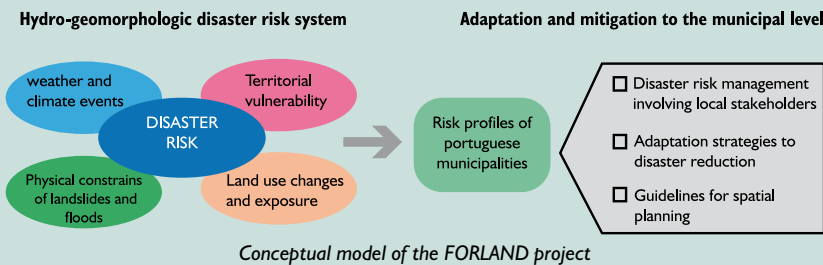 Hydro-geomorphologic disaster risk system
Adaptation and mitigation to the municipal level
weather and
climate events
Territorial
vulnerability
DISASTER
RISK
Physical constrains
of landslides and
floods
Land use changes
and exposure
Risk profiles of
portuguese
municipalities
Disaster risk management
involving local stakeholders
Adaptation strategies to
disaster reduction
Guidelines for spatial
planning
Conceptual model of the FORLAND project